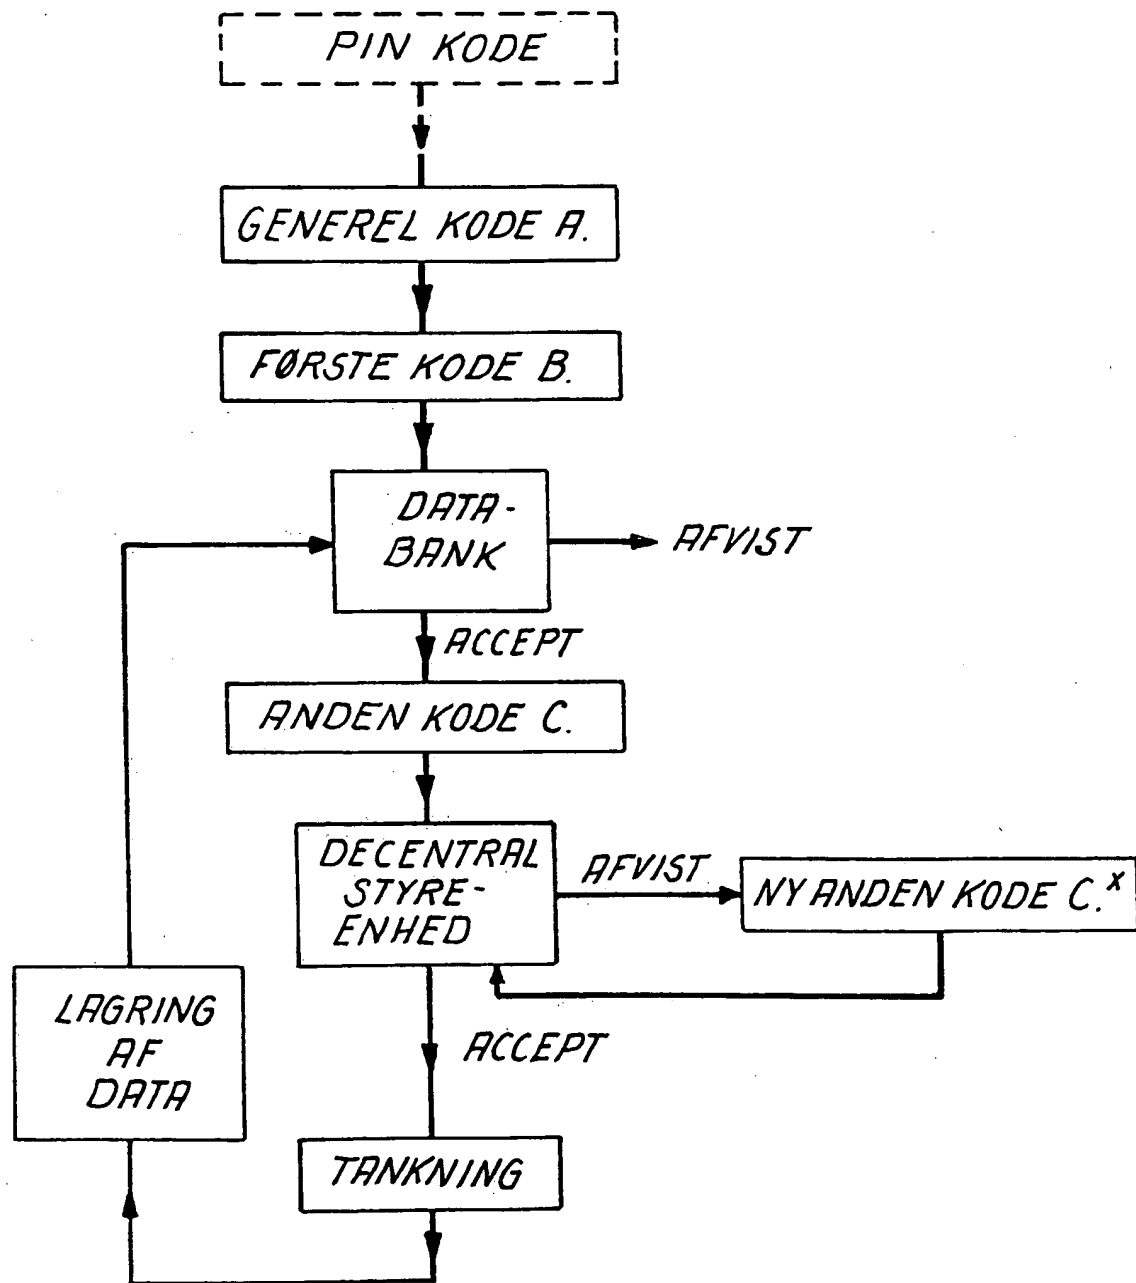 PIN KODE
GENEREL KODE A.
FØRSTE KODE B.
DATA-
BANK
AFVIST
ACCEPT
ANDEN KODE C.
DECENTRAL
STYRE-
ENHED
AFVIST
NY ANDEN KODE C.x
LAGRING
AF
DATA
ACCEPT
TANKNING